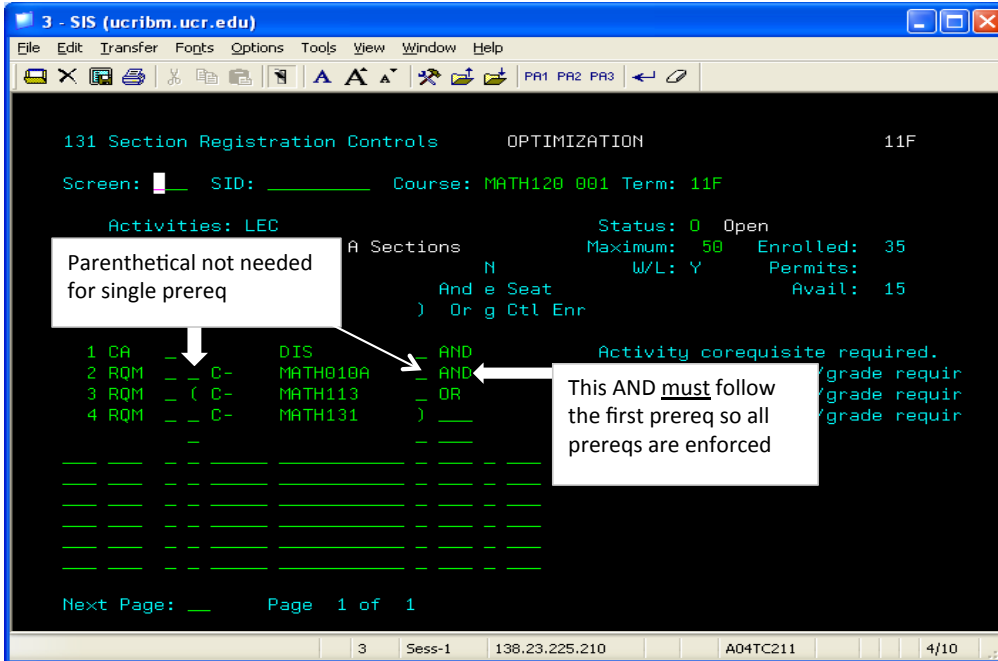 3 - SIS (ucribm.ucr.edu)
File Edit Transfer Fonts Options Tools View Window Help
PA1 PA2 PA3
131 Section Registration Controls OPTIMIZATION 11F
Screen: ___ SID: _________ Course: MATH120 001 Term: 11F
Activities: LEC Status: O Open
A Sections Maximum: 50 Enrolled: 35
N W/L: Y Permits:
And e Seat Avail: 15
) Or g Ctl Enr
Parenthetical not needed
for single prereq
1 CA _ DIS _ AND Activity corequisite required.
2 RQM _ _ C- MATH010A _ AND /grade requir
3 RQM _ ( C- MATH113 _ OR /grade requir
4 RQM _ _ C- MATH131 ) ___ /grade requir
This AND must follow
the first prereq so all
prereqs are enforced
Next Page: __ Page 1 of 1
3 Sess-1 138.23.225.210 A04TC211 4/10